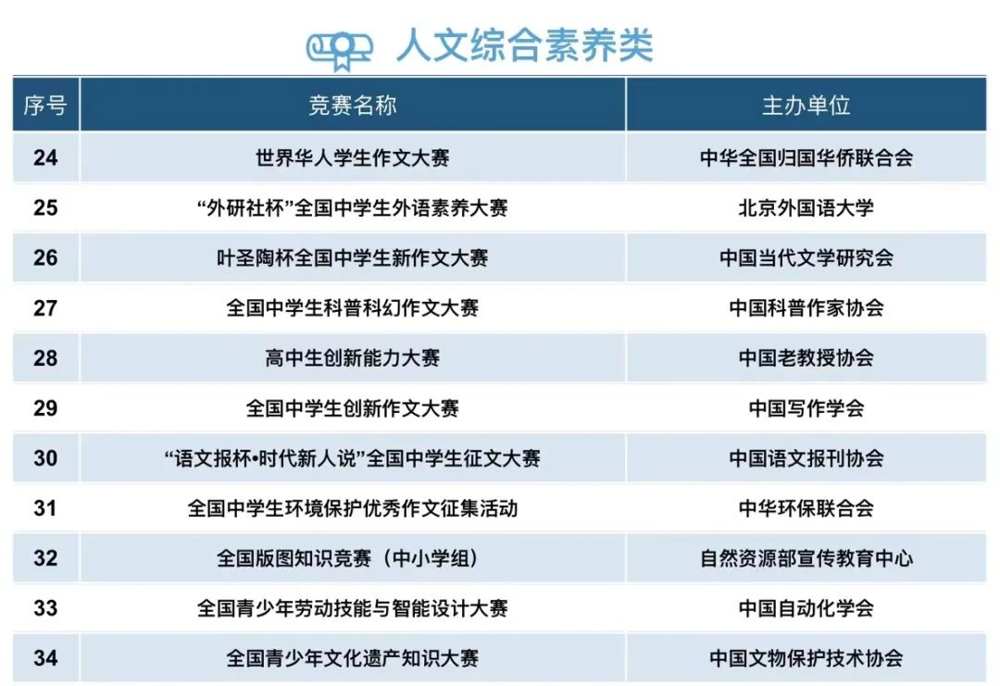 人文综合素养类
序号 竞赛名称 主办单位
24 世界华人学生作文大赛 中华全国归国华侨联合会
25 “外研社杯”全国中学生外语素养大赛 北京外国语大学
26 叶圣陶杯全国中学生新作文大赛 中国当代文学研究会
27 全国中学生科普科幻作文大赛 中国科普作家协会
28 高中生创新能力大赛 中国老教授协会
29 全国中学生创新作文大赛 中国写作学会
30 “语文报杯•时代新人说”全国中学生征文大赛 中国语文报刊协会
31 全国中学生环境保护优秀作文征集活动 中华环保联合会
32 全国版图知识竞赛（中小学组） 自然资源部宣传教育中心
33 全国青少年劳动技能与智能设计大赛 中国自动化学会
34 全国青少年文化遗产知识大赛 中国文物保护技术协会